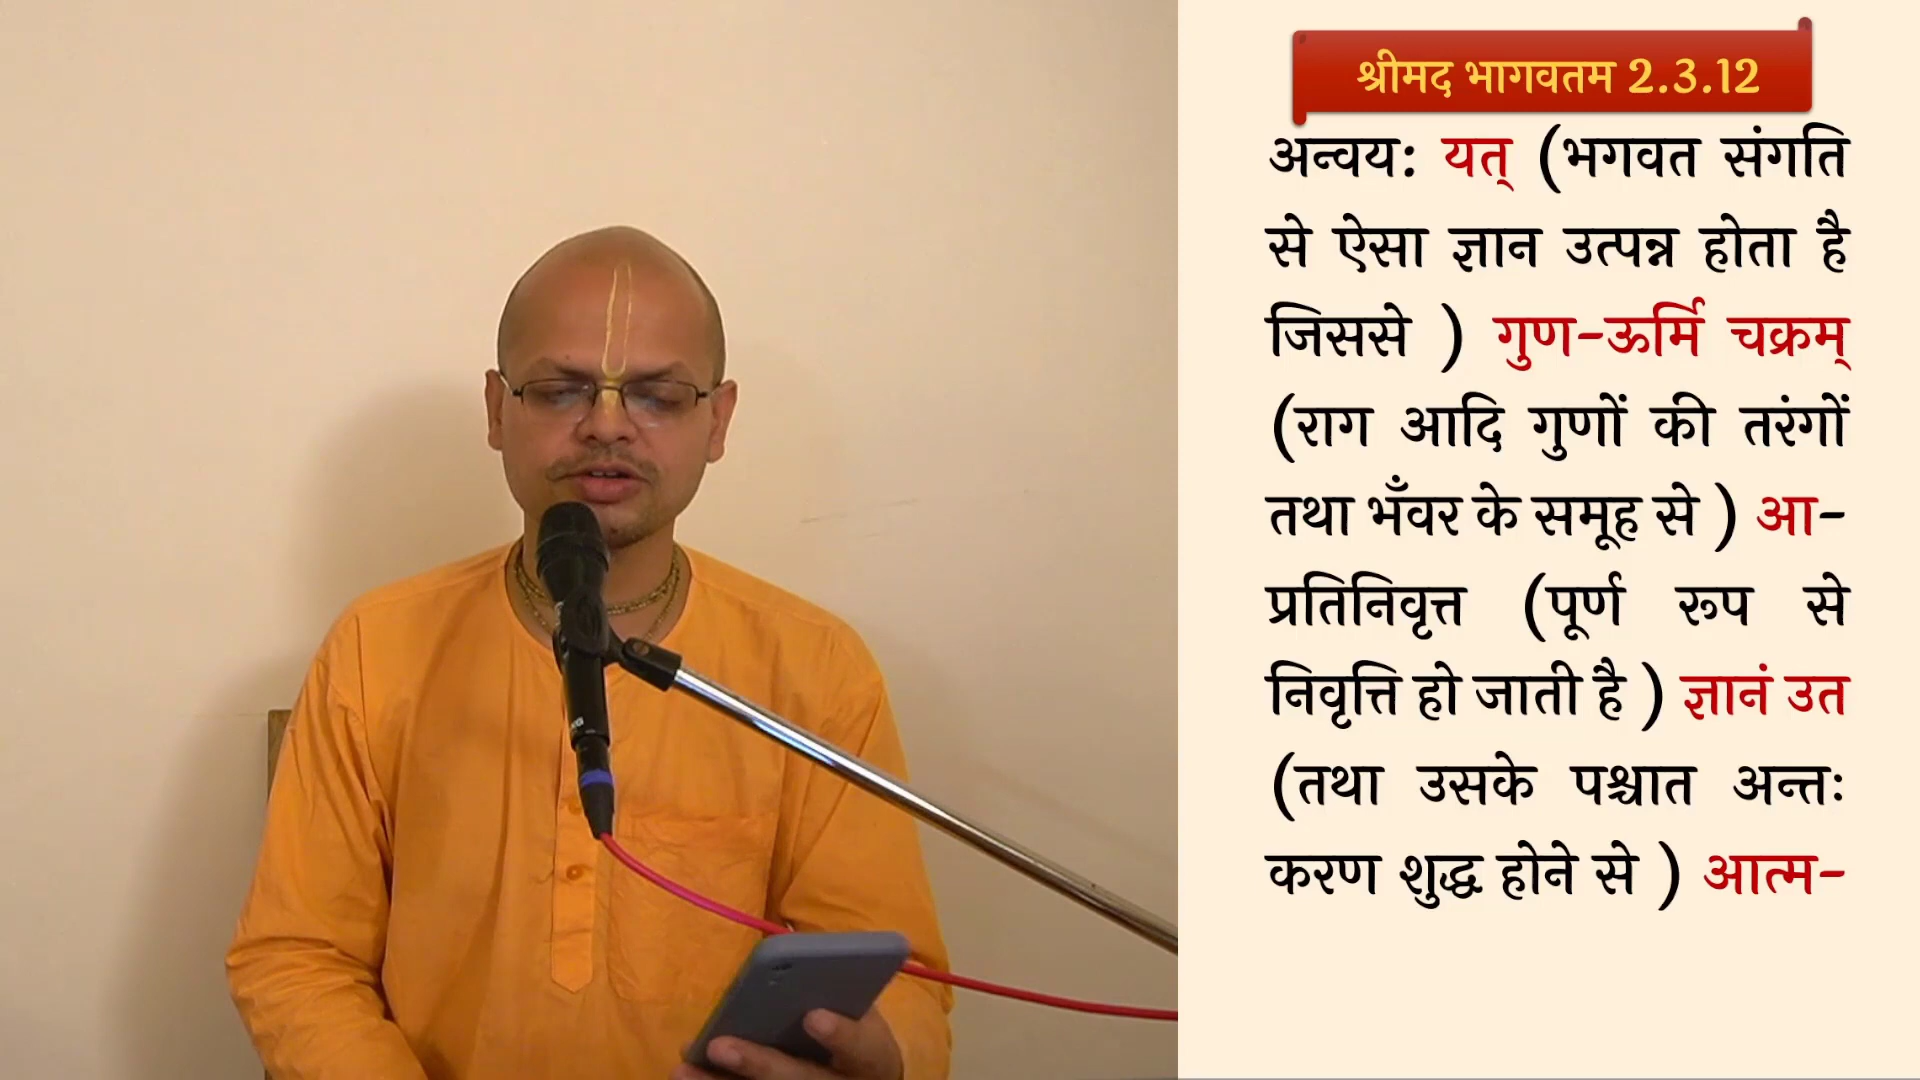 श्रीमद भागवतम 2.3.12
अन्वय: यत् (भगवत संगति
से ऐसा ज्ञान उत्पन्न होता है
जिससे ) गुण-ऊर्मि चक्रम्
(राग आदि गुणों की तरंगों
तथा भँवर के समूह से ) आ-
प्रतिनिवृत्त (पूर्ण रूप से
निवृत्ति हो जाती है ) ज्ञानं उत
(तथा उसके पश्चात अन्तः
करण शुद्ध होने से ) आत्म-